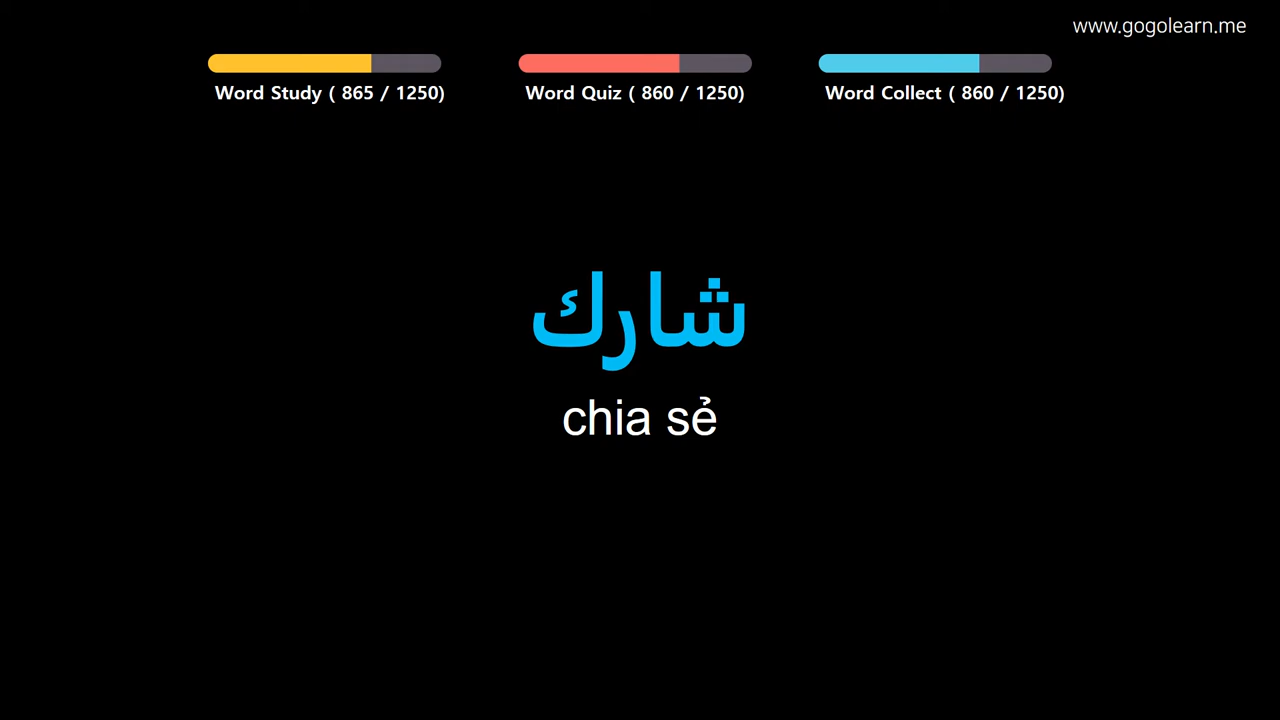 www.gogolearn.me
Word Study ( 865 / 1250)
Word Quiz ( 860 / 1250)
Word Collect ( 860 / 1250)
شارك
chia sẻ